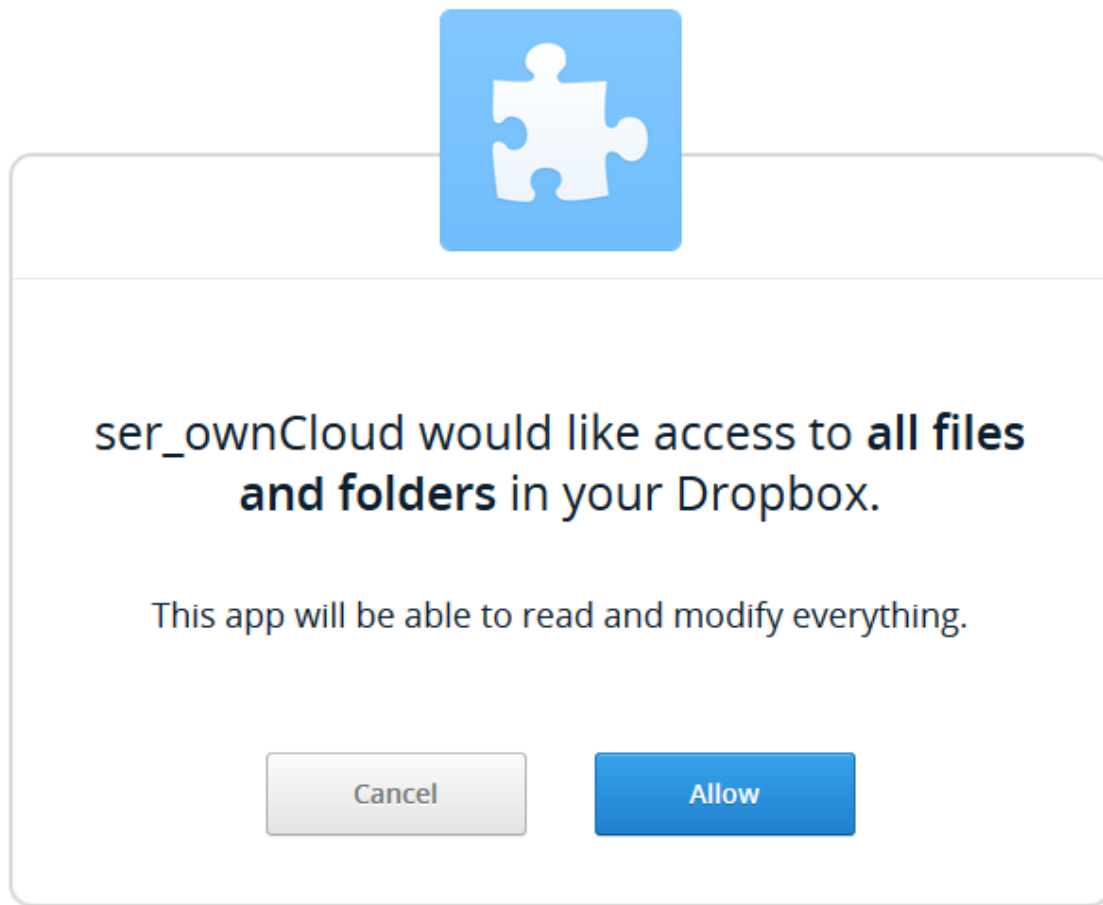 ser_ownCloud would like access to all files
and folders in your Dropbox.
This app will be able to read and modify everything.
Cancel
Allow